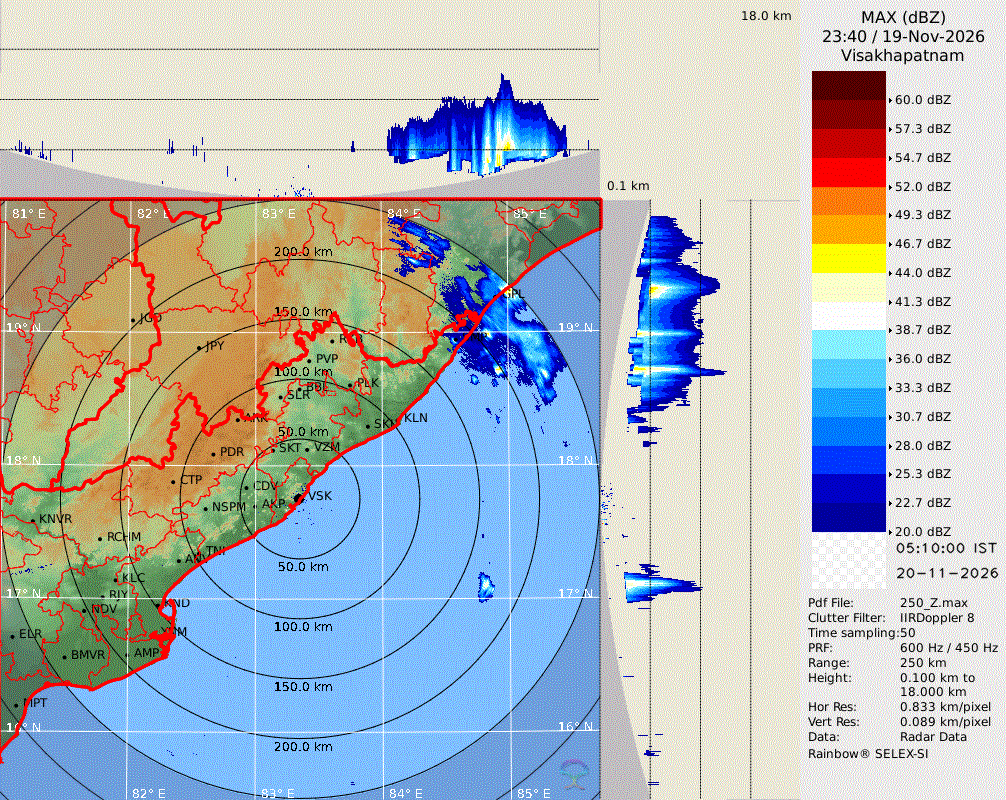 18.0 km
MAX (dBZ)
23:40 / 19-Nov-2026
Visakhapatnam
60.0 dBZ
57.3 dBZ
54.7 dBZ
52.0 dBZ
49.3 dBZ
46.7 dBZ
44.0 dBZ
41.3 dBZ
38.7 dBZ
36.0 dBZ
33.3 dBZ
30.7 dBZ
28.0 dBZ
25.3 dBZ
22.7 dBZ
20.0 dBZ
05:10:00 IST
20-11-2026
Pdf File: 250_Z.max
Clutter Filter: IIRDoppler 8
Time sampling:50
PRF: 600 Hz / 450 Hz
Range: 250 km
Height: 0.100 km to
18.000 km
Hor Res: 0.833 km/pixel
Vert Res: 0.089 km/pixel
Data: Radar Data
Rainbow® SELEX-SI
0.1 km
81° E 82° E 83° E 84° E 85° E
200.0 km
150.0 km
JGD
19° N 19° N
JPY
PVP
100.0 km
PLK
BBL
SLR
KLN
50.0 km
SKT VZM
PDR
18° N 18° N
CTP
CDV
VSK
NSPM AKP
KNVR
RCHM
TNI
50.0 km
KLC
RJY
17° N 17° N
KND
NDV
100.0 km
ELR
BMVR AMP
150.0 km
MPT
16° N 16° N
200.0 km
82° E 83° E 84° E 85° E